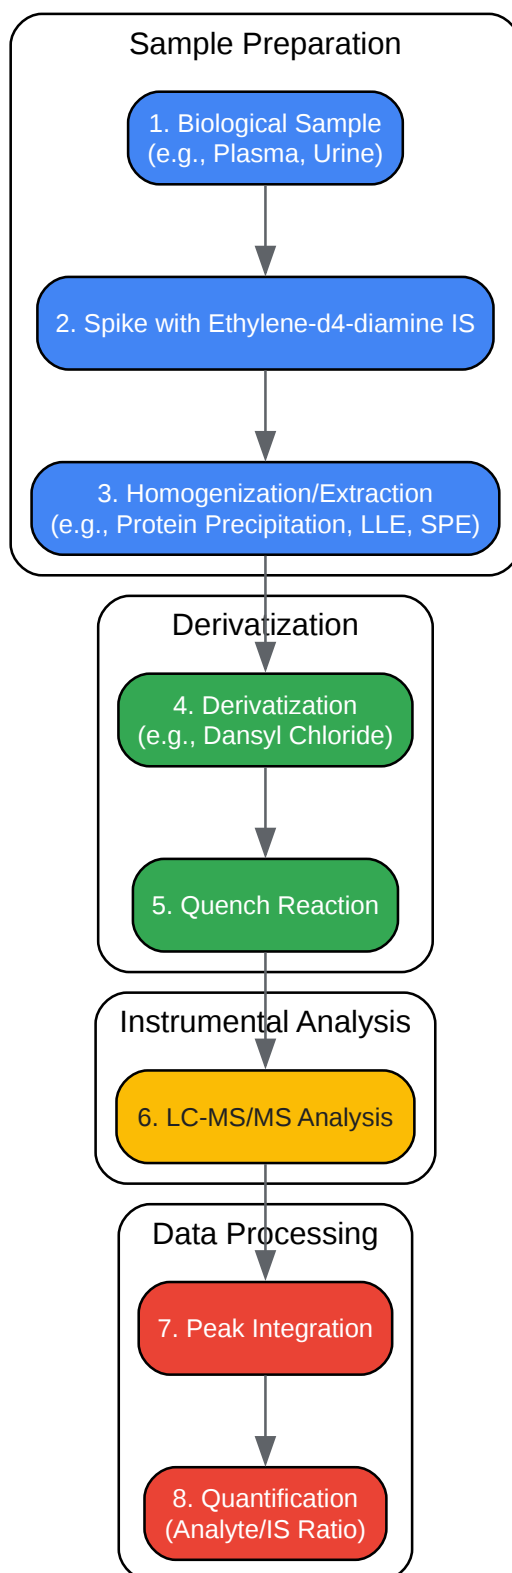 Sample Preparation
1. Biological Sample
(e.g., Plasma, Urine)
2. Spike with Ethylene-d4-diamine IS
3. Homogenization/Extraction
(e.g., Protein Precipitation, LLE, SPE)
Derivatization
4. Derivatization
(e.g., Dansyl Chloride)
5. Quench Reaction
Instrumental Analysis
6. LC-MS/MS Analysis
Data Processing
7. Peak Integration
8. Quantification
(Analyte/IS Ratio)